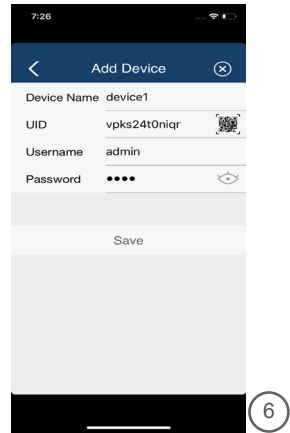 7:26
Add Device
Device Name device1
UID vpks24t0niqr
Username admin
Password ••••
Save
6